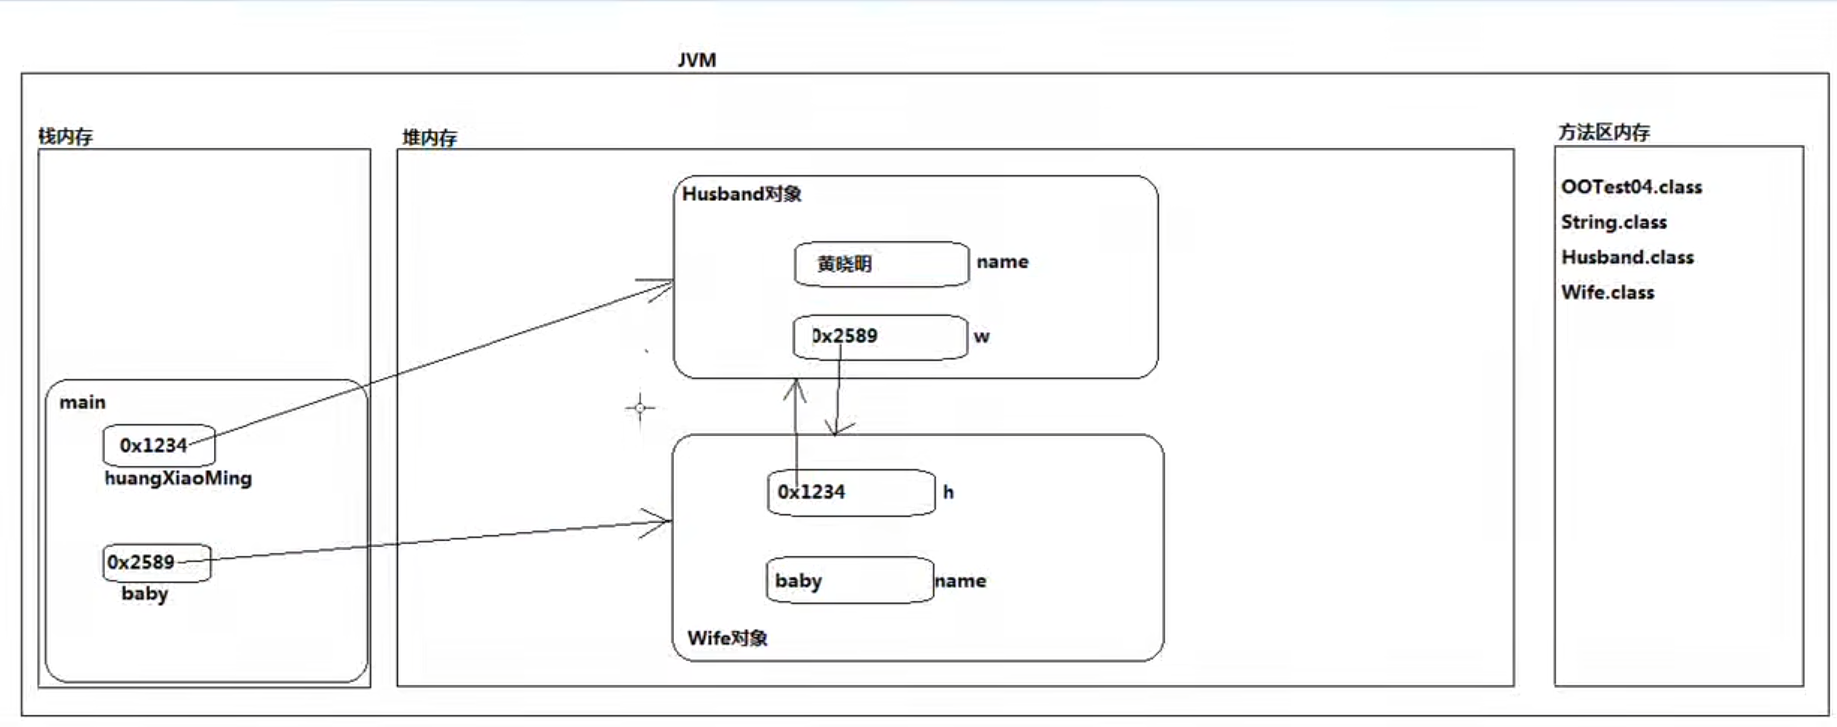 JVM
栈内存
堆内存
方法区内存
Husband对象
黄晓明 name
0x2589 w
main
0x1234
huangXiaoMing
0x2589
baby
0x1234 h
baby name
Wife对象
OOTest04.class
String.class
Husband.class
Wife.class